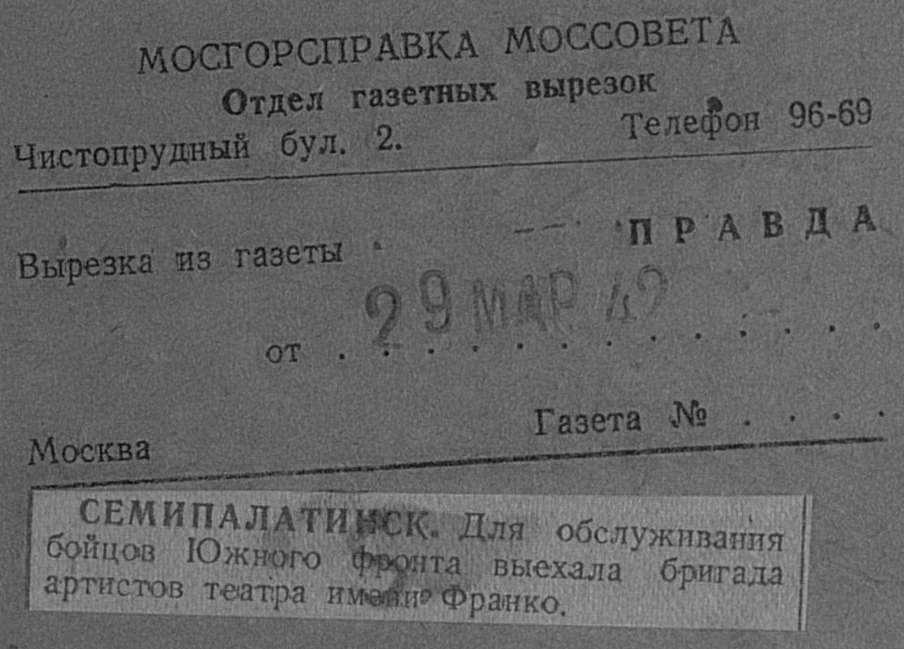 МОСГОРСПРАВКА МОССОВЕТА
Отдел газетных вырезок
Чистопрудный бул. 2. Телефон 96-69
Вырезка из газеты ПРАВДА
29 МАР 42
от . . . . . . . . . .
Москва Газета № . . . .
СЕМИПАЛАТИНСК. Для обслуживания
бойцов Южного фронта выехала бригада
артистов театра имени Франко.